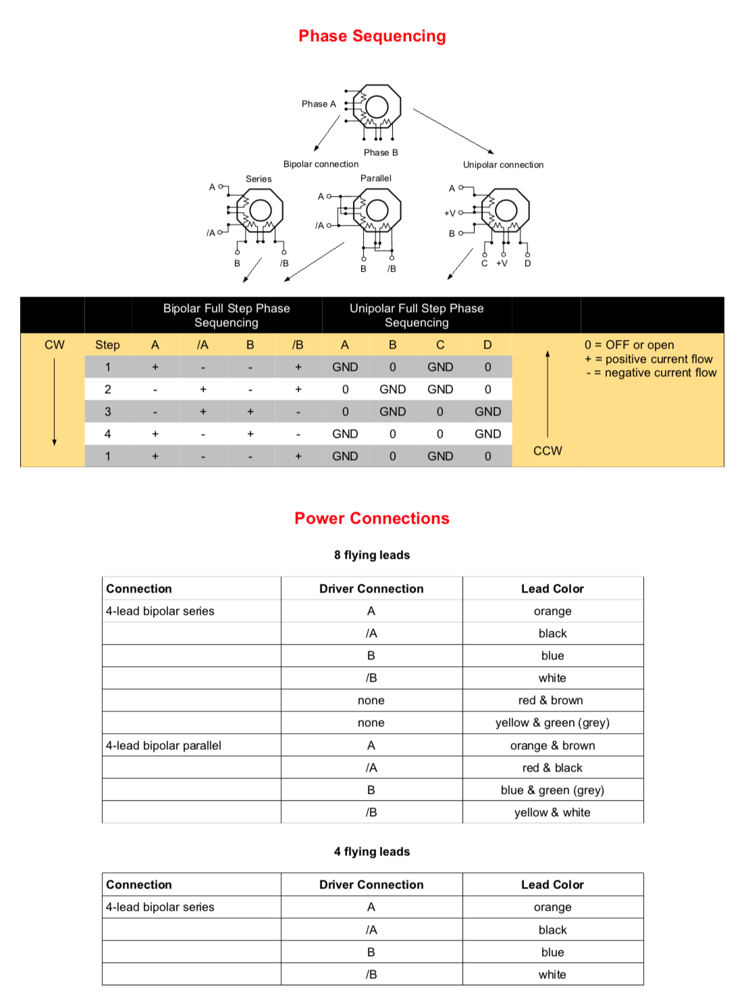 Phase Sequencing
Phase A
Phase B
Bipolar connection
Unipolar connection
Series
Parallel
A
/A
B
/B
A
/A
B
/B
A
+V
B
C
+V
D
Bipolar Full Step Phase
Sequencing
Unipolar Full Step Phase
Sequencing
CW Step A /A B /B A B C D
1 + - - + GND 0 GND 0
2 - + - + 0 GND GND 0
3 - + + - 0 GND 0 GND
4 + - + - GND 0 0 GND
1 + - - + GND 0 GND 0
CCW
0 = OFF or open
+ = positive current flow
- = negative current flow
Power Connections
8 flying leads
Connection Driver Connection Lead Color
4-lead bipolar series A orange
/A black
B blue
/B white
none red & brown
none yellow & green (grey)
4-lead bipolar parallel A orange & brown
/A red & black
B blue & green (grey)
/B yellow & white
4 flying leads
Connection Driver Connection Lead Color
4-lead bipolar series A orange
/A black
B blue
/B white